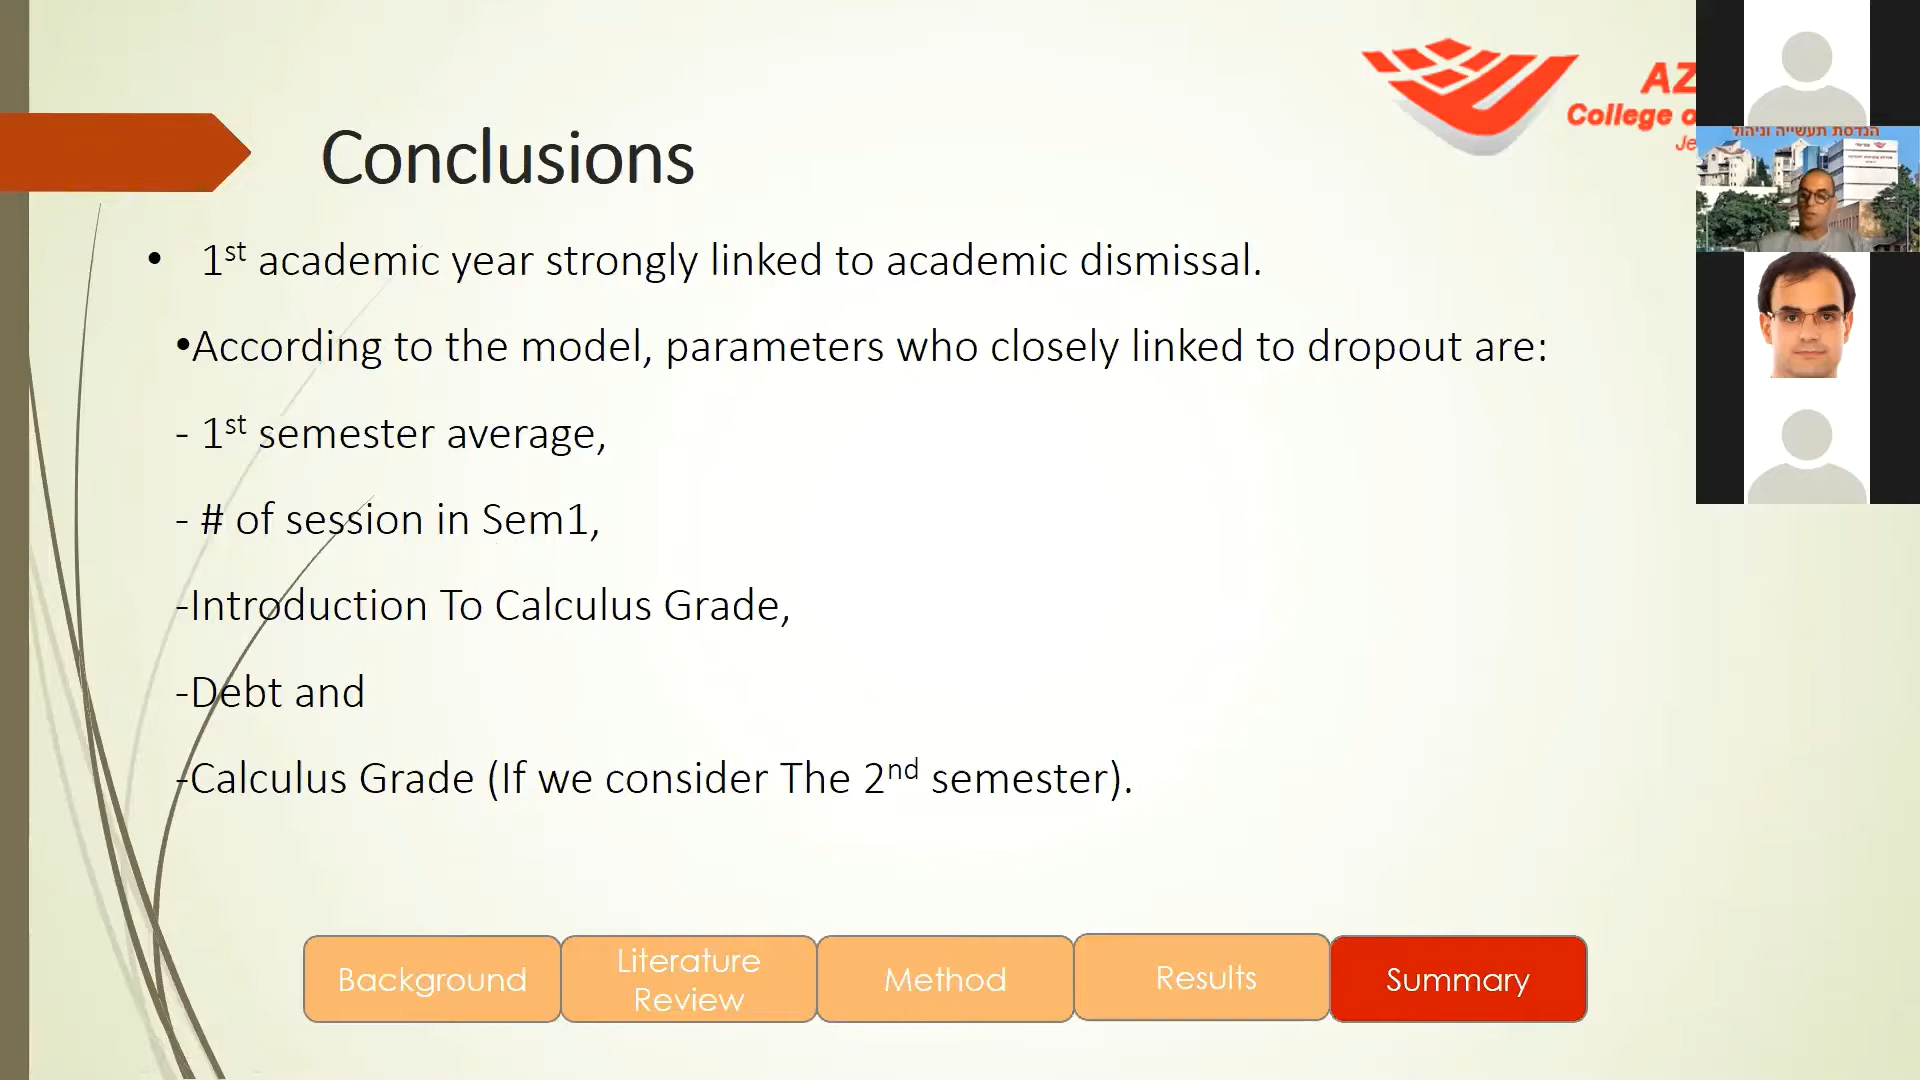 AZ
College o
Je
הנדסת תעשייה וניהול
Conclusions
• 1st academic year strongly linked to academic dismissal.
•According to the model, parameters who closely linked to dropout are:
- 1st semester average,
- # of session in Sem1,
-Introduction To Calculus Grade,
-Debt and
-Calculus Grade (If we consider The 2nd semester).
Background
Literature
Review
Method
Results
Summary